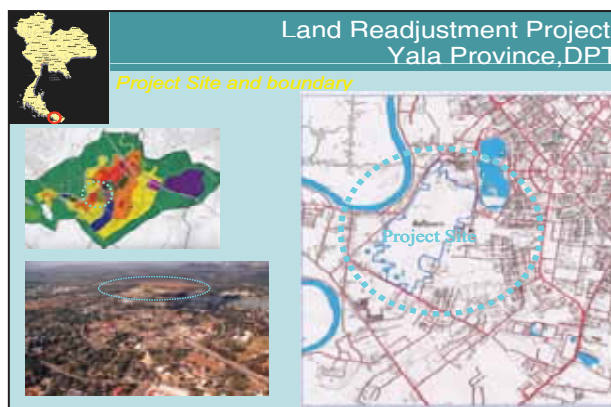 Land Readjustment Project
Yala Province,DPT
Project Site and boundary
Project Site